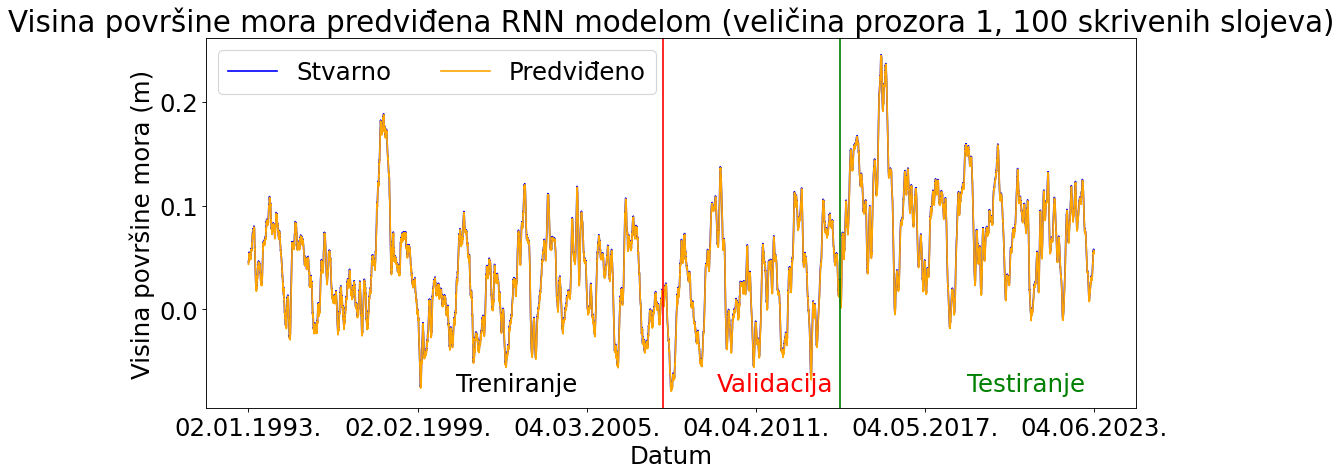 Visina površine mora predviđena RNN modelom (veličina prozora 1, 100 skrivenih slojeva)
Stvarno Predviđeno
Visina površine mora (m)
0.2
0.1
0.0
Treniranje Validacija Testiranje
02.01.1993. 02.02.1999. 04.03.2005. 04.04.2011. 04.05.2017. 04.06.2023.
Datum